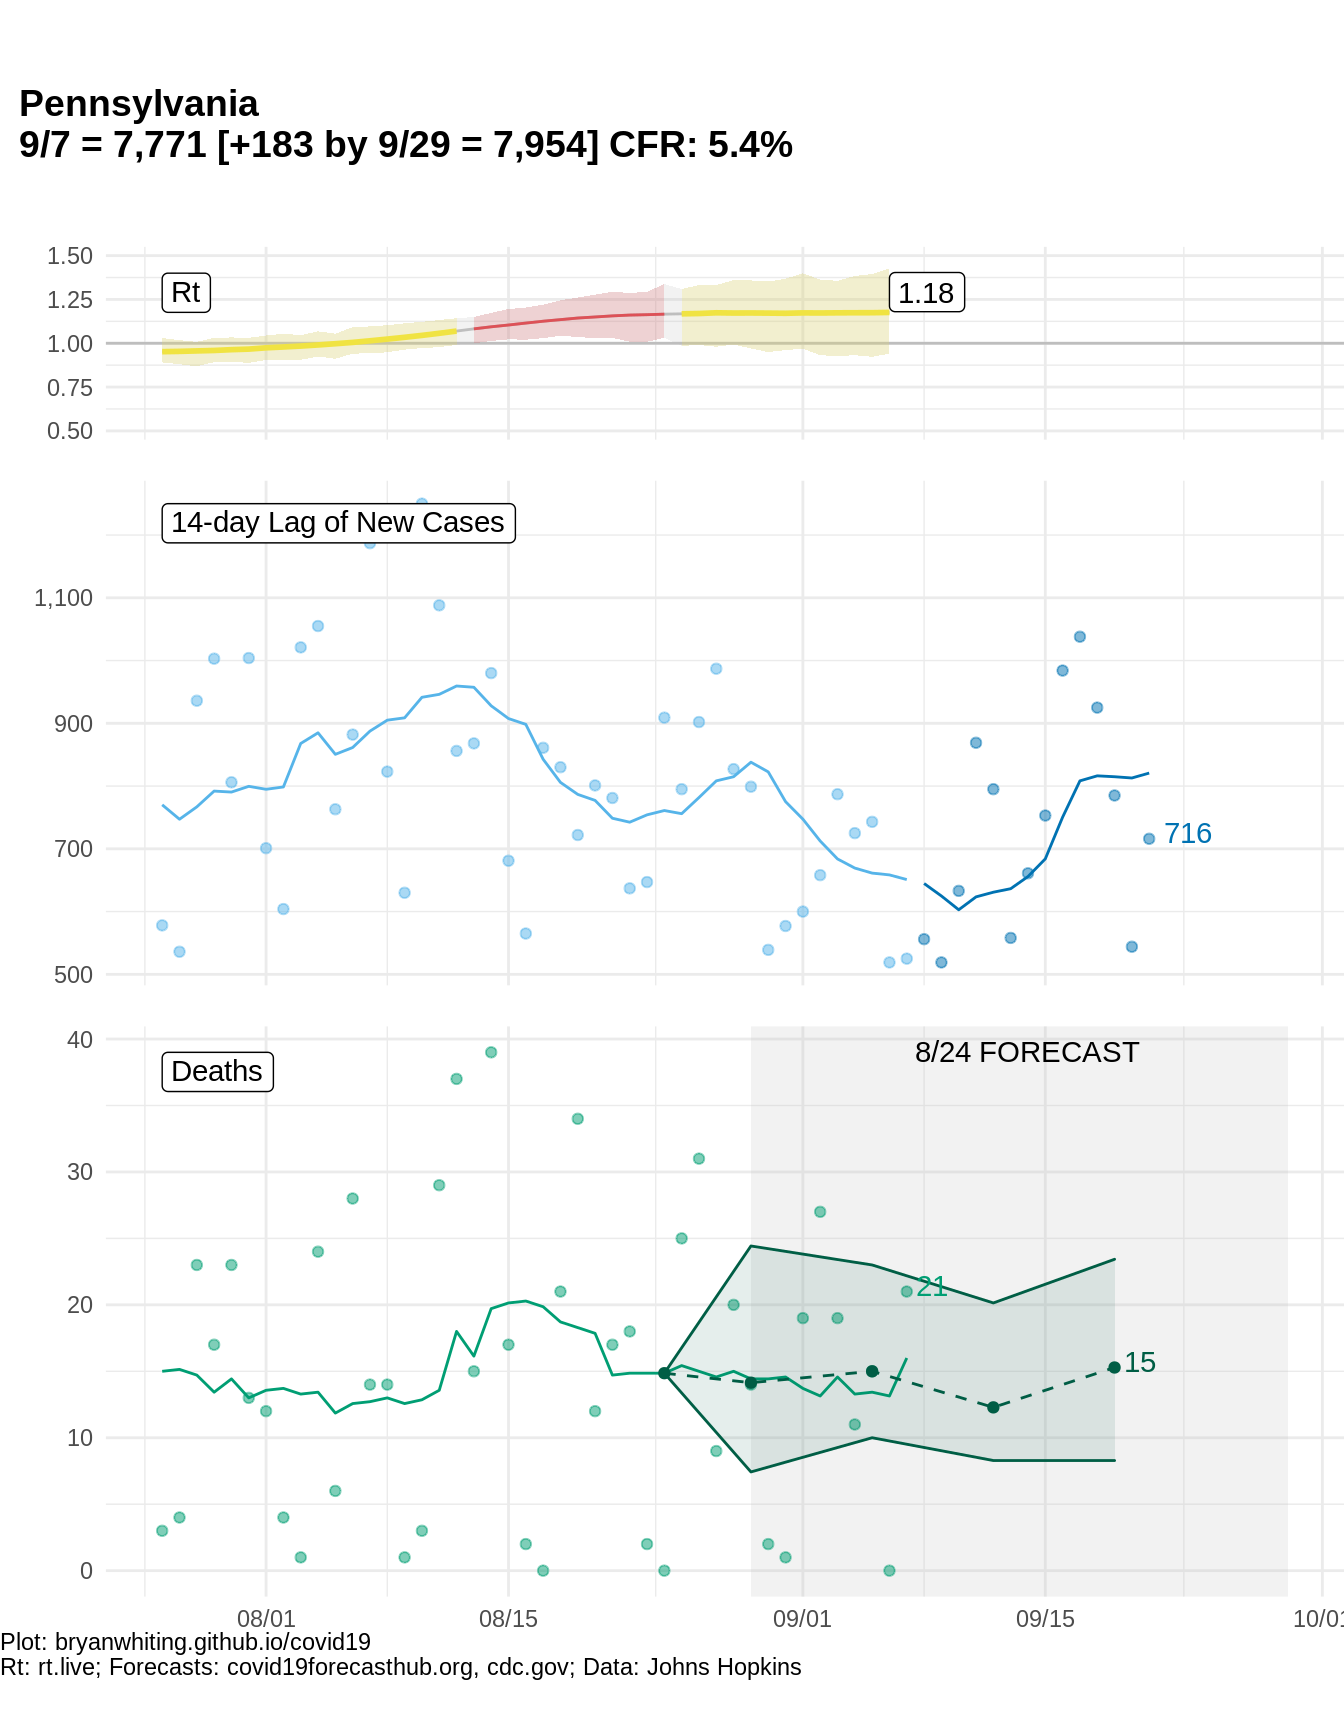 Pennsylvania
9/7 = 7,771 [+183 by 9/29 = 7,954] CFR: 5.4%
1.50
Rt
1.18
1.25
1.00
0.75
0.50
14-day Lag of New Cases
1,100
900
716
700
500
40
8/24 FORECAST
Deaths
30
21
20
15
10
0
08/01 08/15 09/01 09/15 10/01
Plot: bryanwhiting.github.io/covid19
Rt: rt.live; Forecasts: covid19forecasthub.org, cdc.gov; Data: Johns Hopkins